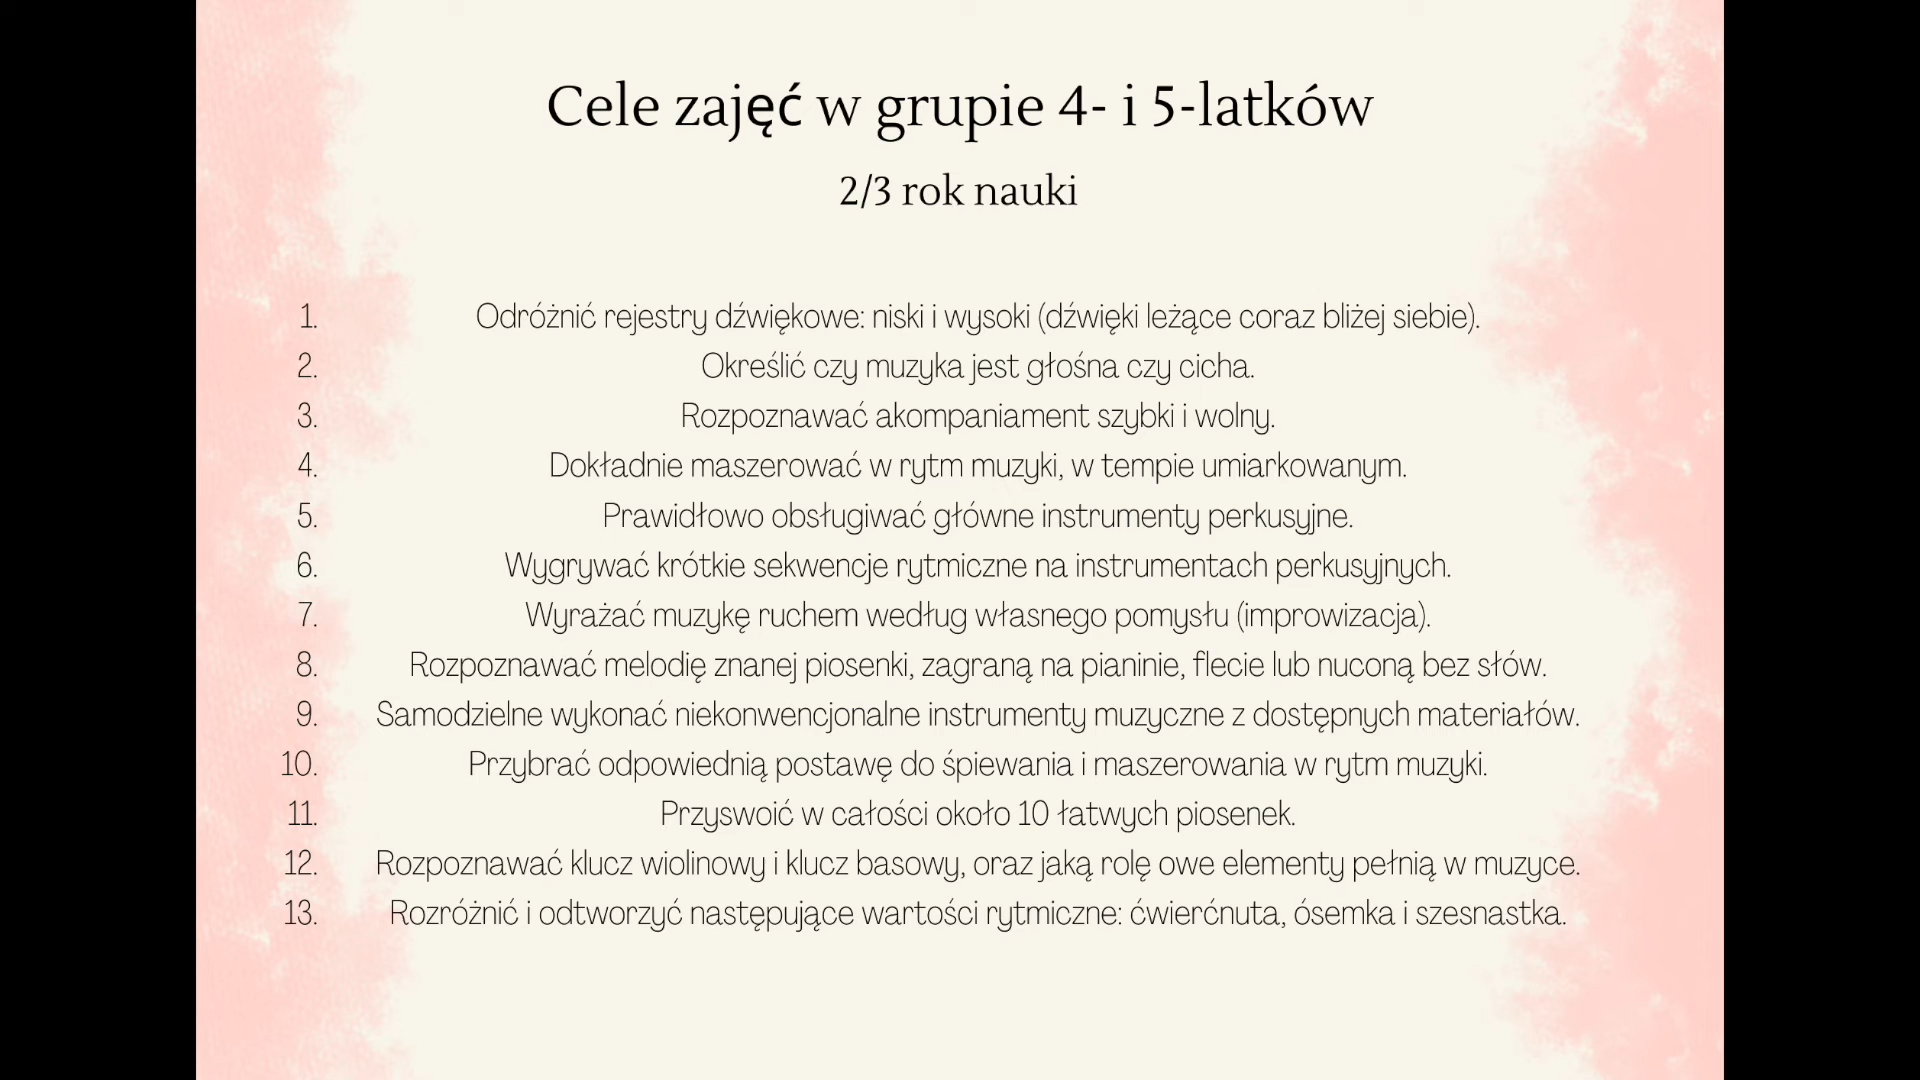 Cele zajęć w grupie 4- i 5-latków
2/3 rok nauki
1. Odróżnić rejestry dźwiękowe: niski i wysoki (dźwięki leżące coraz bliżej siebie).
2. Określić czy muzyka jest głośna czy cicha.
3. Rozpoznawać akompaniament szybki i wolny.
4. Dokładnie maszerować w rytm muzyki, w tempie umiarkowanym.
5. Prawidłowo obsługiwać główne instrumenty perkusyjne.
6. Wygrywać krótkie sekwencje rytmiczne na instrumentach perkusyjnych.
7. Wyrażać muzykę ruchem według własnego pomysłu (improwizacja).
8. Rozpoznawać melodię znanej piosenki, zagraną na pianinie, flecie lub nuconą bez słów.
9. Samodzielne wykonać niekonwencjonalne instrumenty muzyczne z dostępnych materiałów.
10. Przybrać odpowiednią postawę do śpiewania i maszerowania w rytm muzyki.
11. Przyswoić w całości około 10 łatwych piosenek.
12. Rozpoznawać klucz wiolinowy i klucz basowy, oraz jaką rolę owe elementy pełnią w muzyce.
13. Rozróżnić i odtworzyć następujące wartości rytmiczne: ćwierćnuta, ósemka i szesnastka.